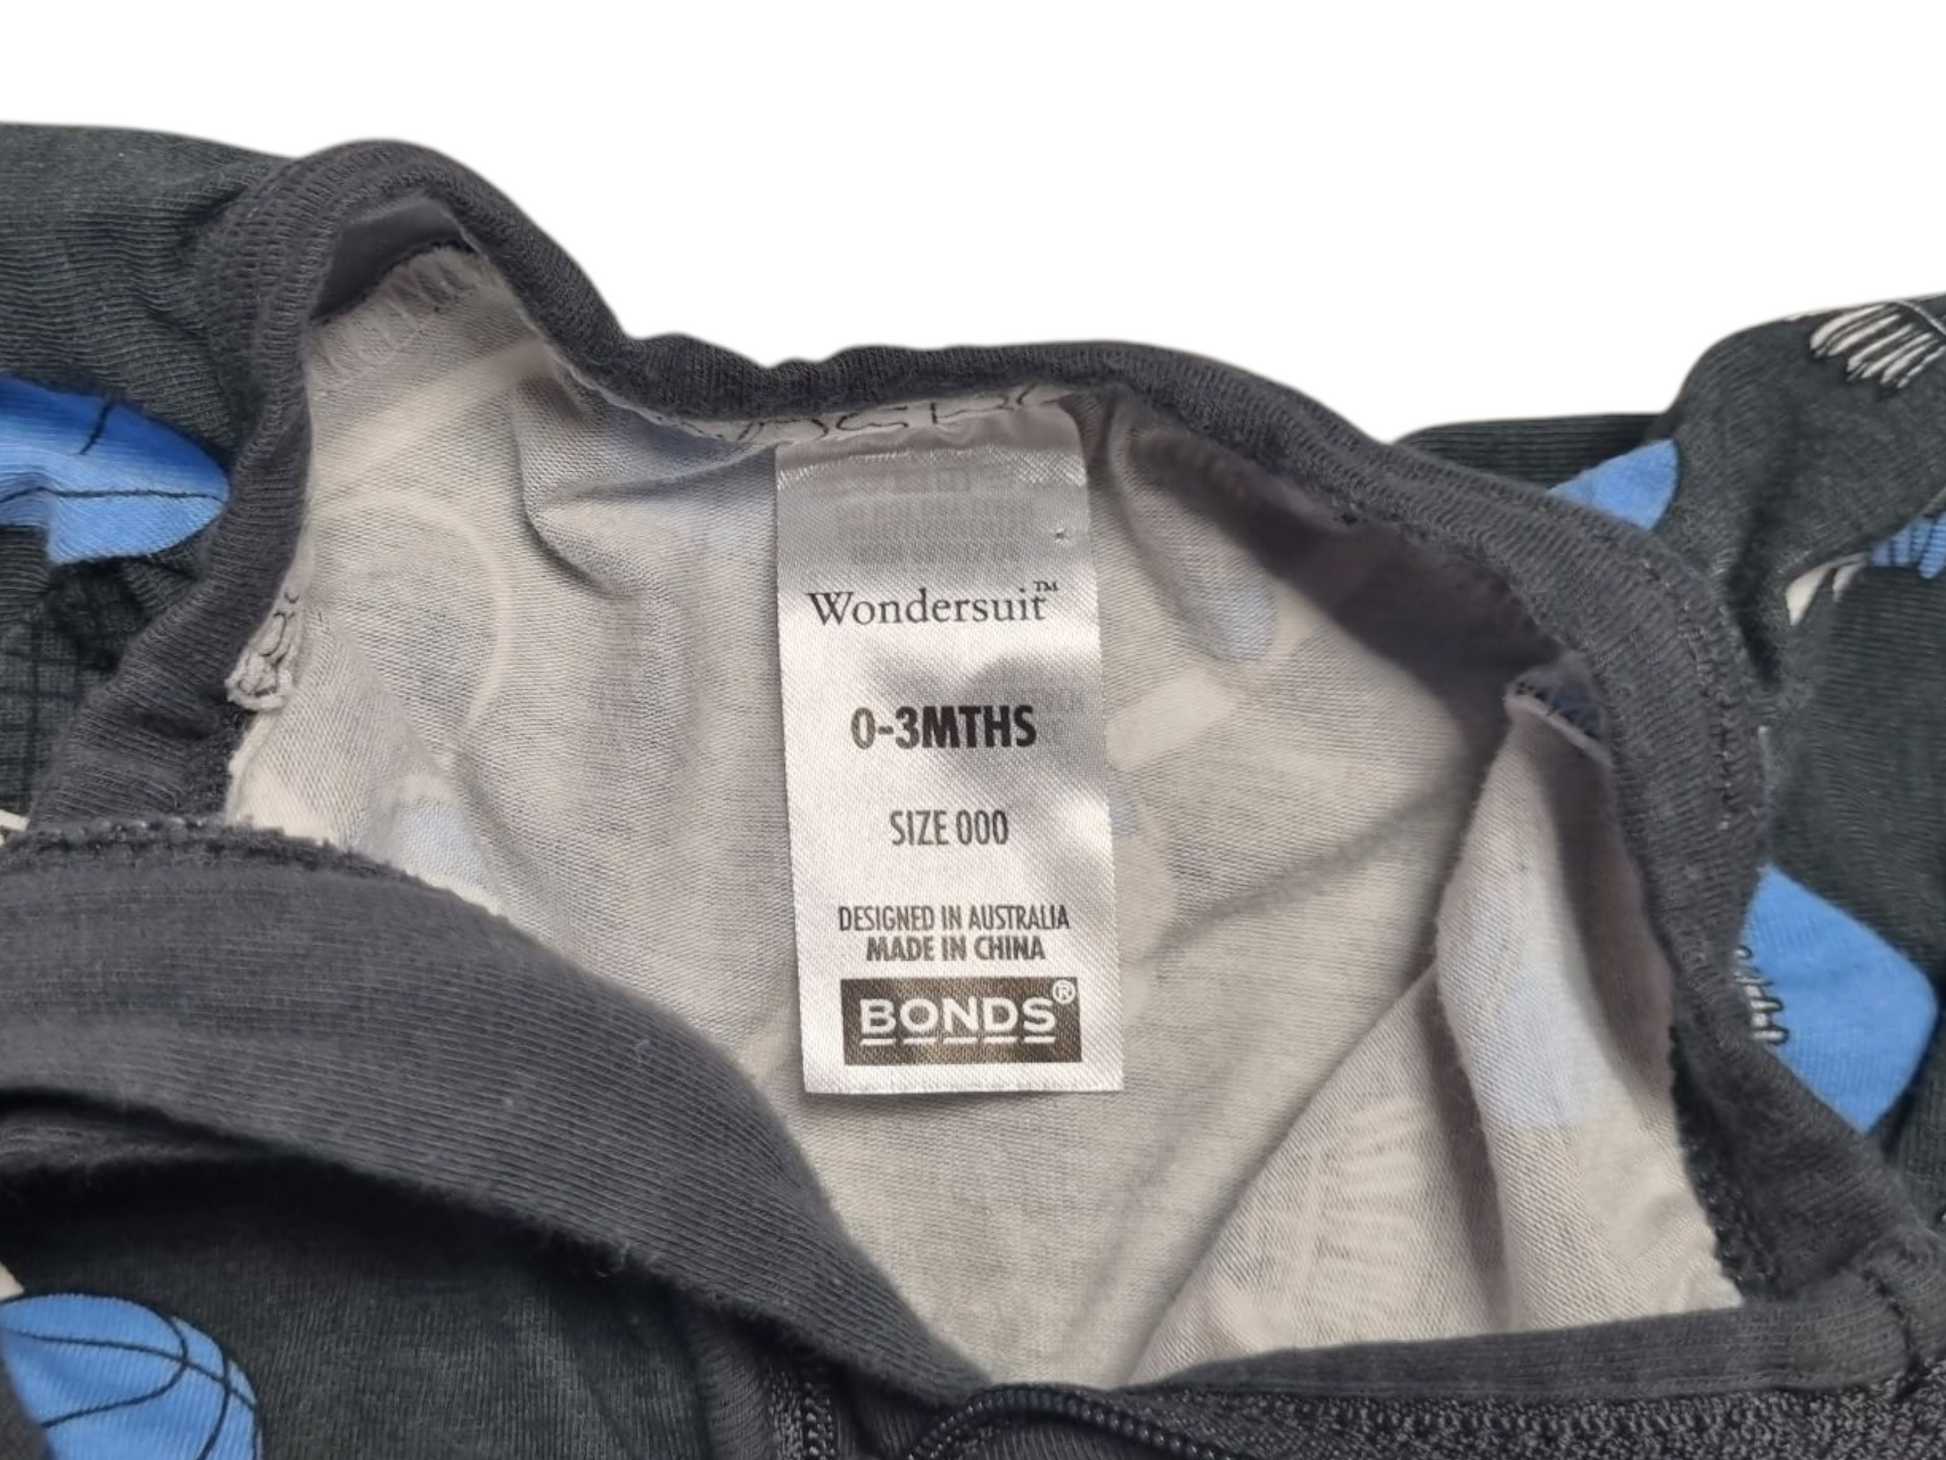 Wondersuit™
0-3MTHS
SIZE 000
DESIGNED IN AUSTRALIA
MADE IN CHINA
BONDS®